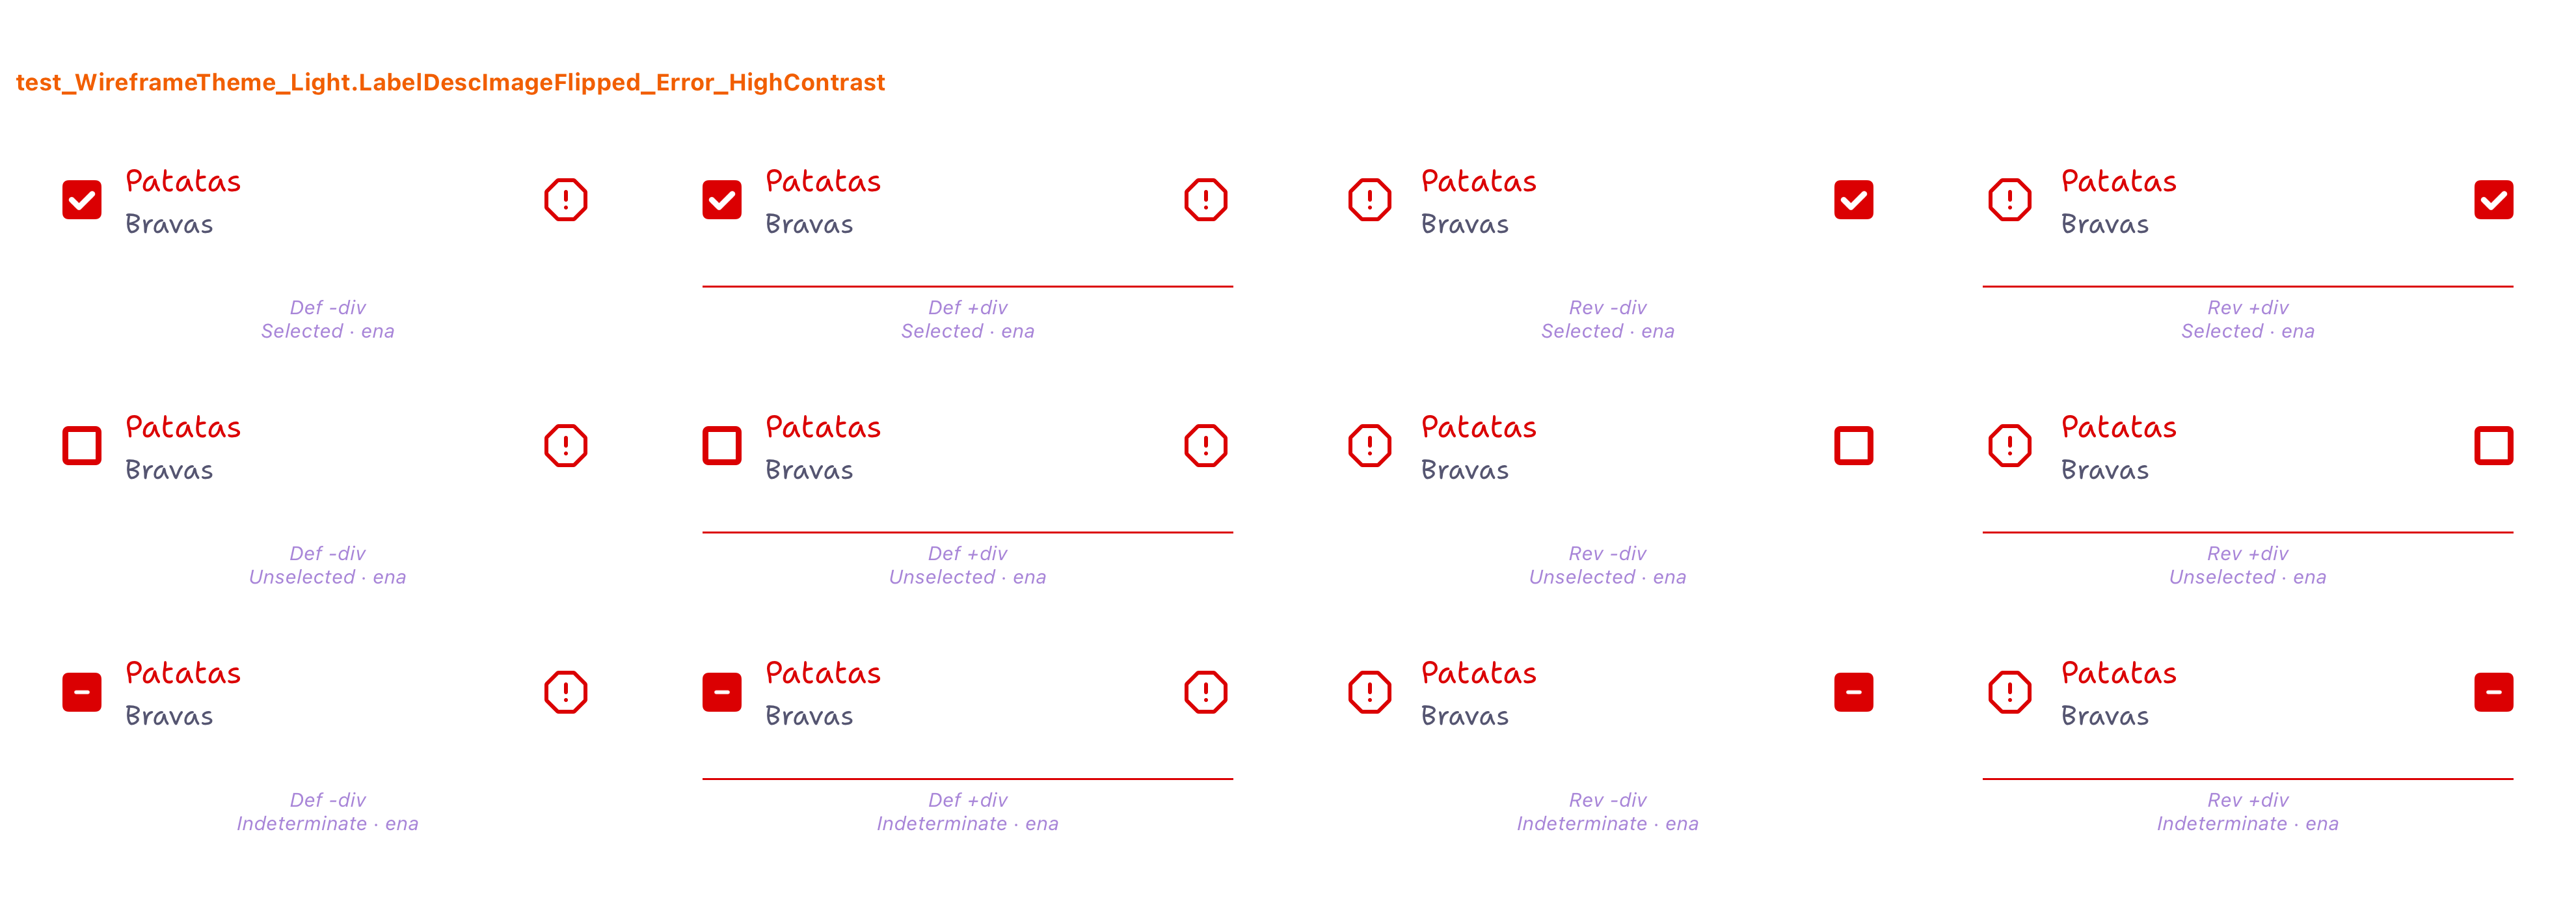 test_WireframeTheme_Light.LabelDescImageFlipped_Error_HighContrast
Patatas
Bravas
Def -div
Selected · ena
Patatas
Bravas
Def +div
Selected · ena
Patatas
Bravas
Rev -div
Selected · ena
Patatas
Bravas
Rev +div
Selected · ena
Patatas
Bravas
Def -div
Unselected · ena
Patatas
Bravas
Def +div
Unselected · ena
Patatas
Bravas
Rev -div
Unselected · ena
Patatas
Bravas
Rev +div
Unselected · ena
Patatas
Bravas
Def -div
Indeterminate · ena
Patatas
Bravas
Def +div
Indeterminate · ena
Patatas
Bravas
Rev -div
Indeterminate · ena
Patatas
Bravas
Rev +div
Indeterminate · ena